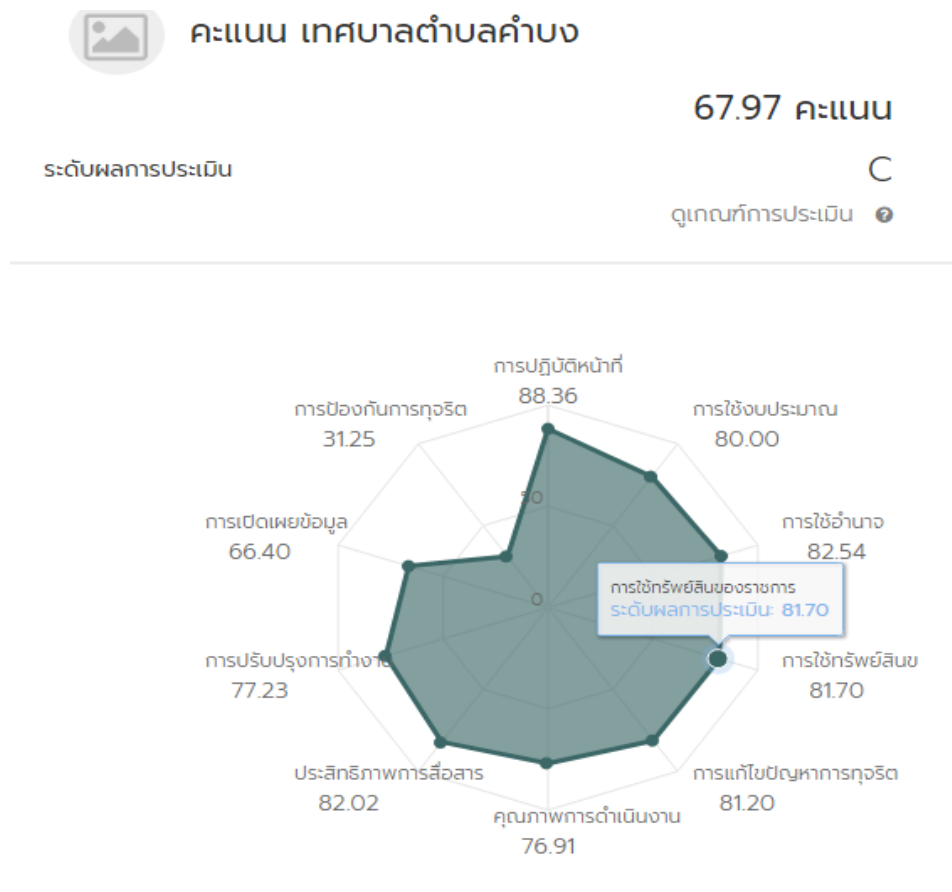 คะแนน เทศบาลตำบลคำบง
67.97 คะแนน
ระดับผลการประเมิน
C
ดูเกณฑ์การประเมิน
การปฏิบัติหน้าที่
88.36
การป้องกันการทุจริต
31.25
การใช้งบประมาณ
80.00
การเปิดเผยข้อมูล
66.40
50
การใช้อำนาจ
82.54
0
การใช้ทรัพย์สินของราชการ
ระดับผลการประเมิน: 81.70
การปรับปรุงการทำงาน
77.23
การใช้ทรัพย์สินข
81.70
ประสิทธิภาพการสื่อสาร
82.02
การแก้ไขปัญหาการทุจริต
81.20
คุณภาพการดำเนินงาน
76.91